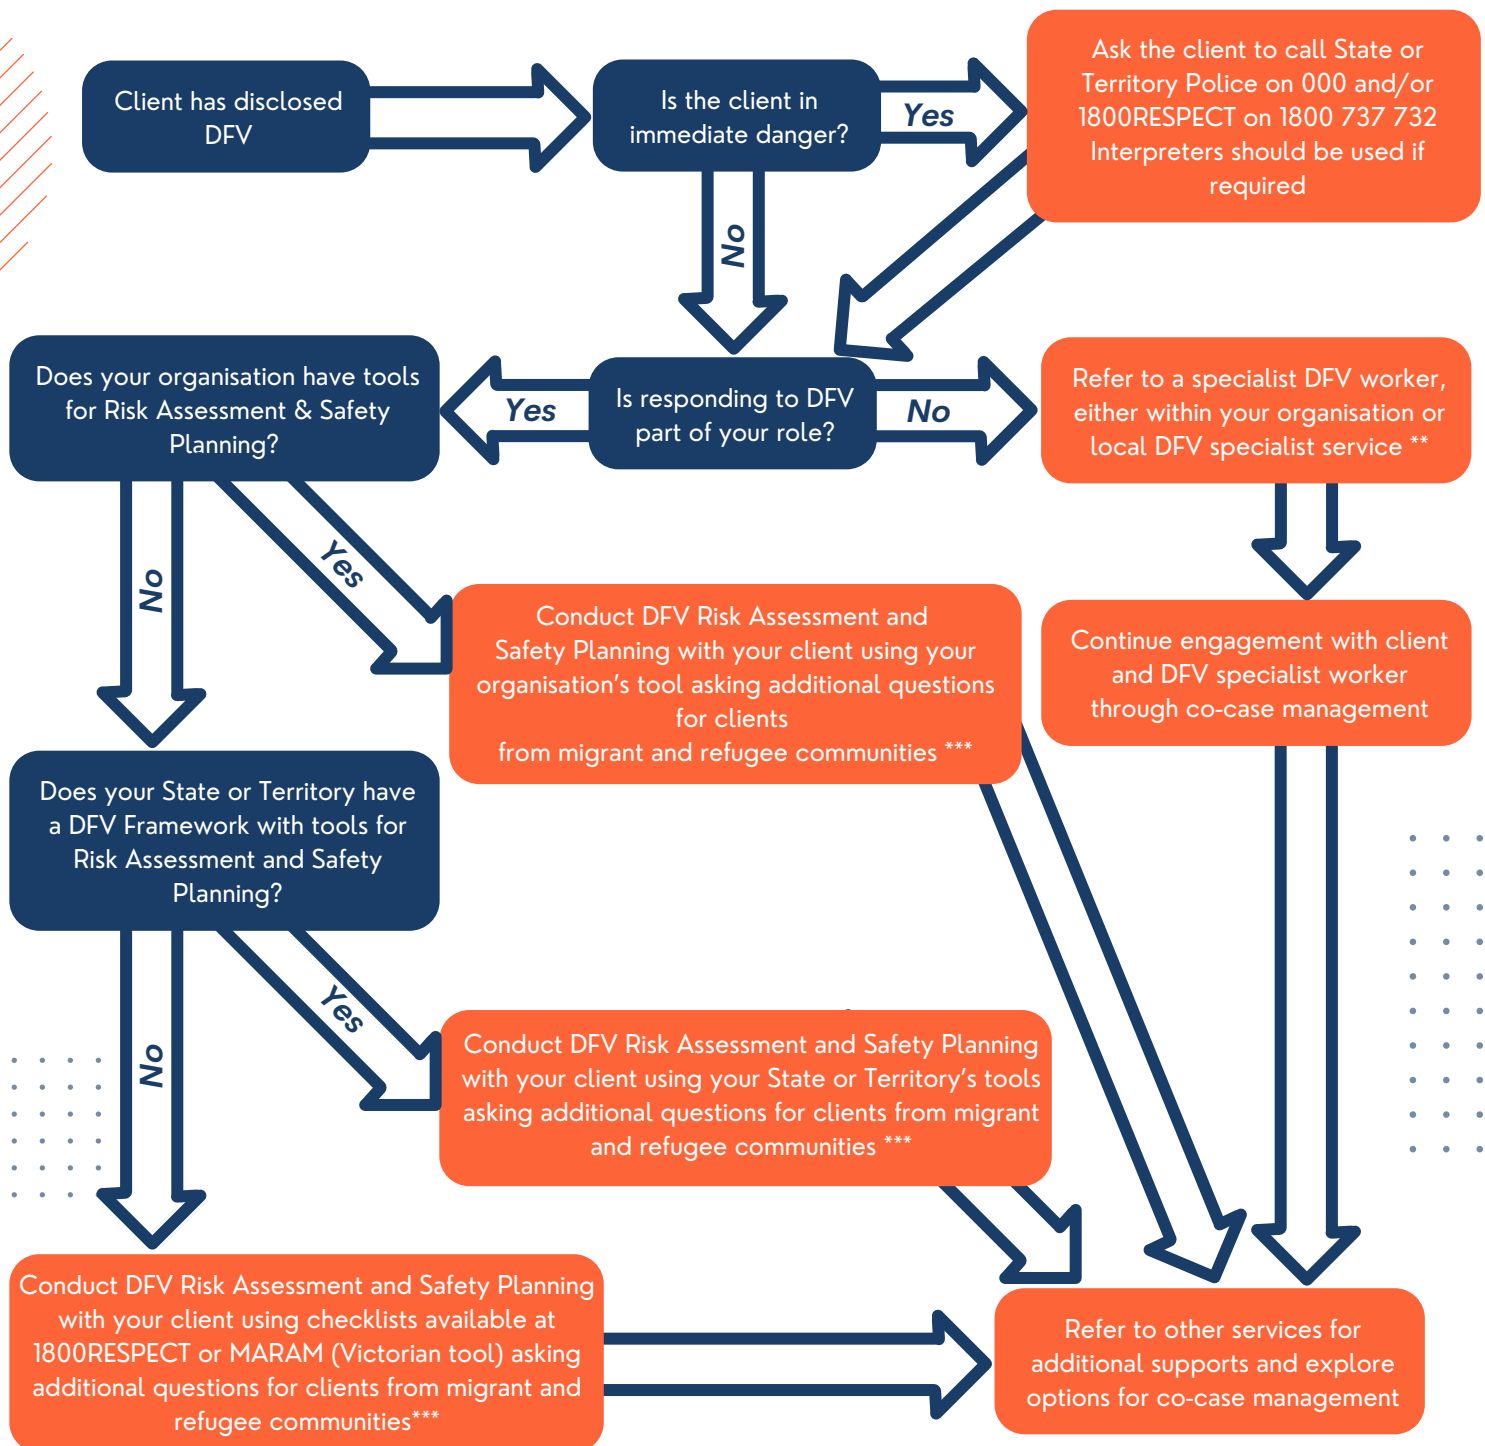 Client has disclosed
DFV
Is the client in
immediate danger?
Yes
Ask the client to call State or
Territory Police on 000 and/or
1800RESPECT on 1800 737 732
Interpreters should be used if
required
No
Does your organisation have tools
for Risk Assessment & Safety
Planning?
Yes
Is responding to DFV
part of your role?
No
Refer to a specialist DFV worker,
either within your organisation or
local DFV specialist service **
No
Yes
Conduct DFV Risk Assessment and
Safety Planning with your client using your
organisation's tool asking additional questions
for clients
from migrant and refugee communities ***
Continue engagement with client
and DFV specialist worker
through co-case management
Does your State or Territory have
a DFV Framework with tools for
Risk Assessment and Safety
Planning?
No
Yes
Conduct DFV Risk Assessment and Safety Planning
with your client using your State or Territory's tools
asking additional questions for clients from migrant
and refugee communities ***
Conduct DFV Risk Assessment and Safety Planning
with your client using checklists available at
1800RESPECT or MARAM (Victorian tool) asking
additional questions for clients from migrant and
refugee communities***
Refer to other services for
additional supports and explore
options for co-case management